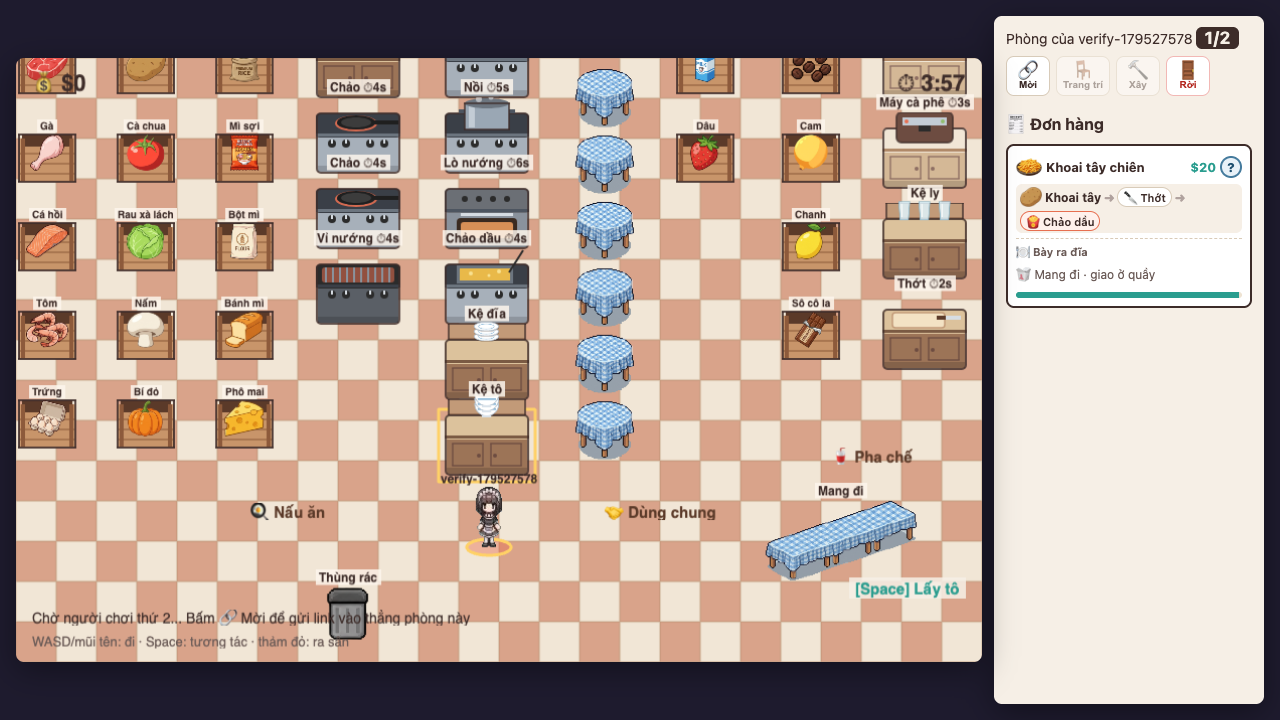 $0
RICE
Chảo ⏱4s
Nồi ⏱5s
⏱ 3:57
Máy cà phê ⏱3s
Gà
Cà chua
Mì sợi
Chảo ⏱4s
Lò nướng ⏱6s
Dâu
Cam
Kệ ly
Cá hồi
Rau xà lách
Bột mì
FLOUR
Vỉ nướng ⏱4s
Chảo dầu ⏱4s
Chanh
Thớt ⏱2s
Tôm
Nấm
Bánh mì
Kệ đĩa
Sô cô la
Trứng
Bí đỏ
Phô mai
Kệ tô
verify-179527578
Pha chế
Mang đi
Nấu ăn
Dùng chung
Thùng rác
[Space] Lấy tô
Chờ người chơi thứ 2... Bấm 🔗 Mời để gửi link vào thẳng phòng này
WASD/mũi tên: đi · Space: tương tác · thảm đỏ: ra sân
Phòng của verify-179527578 1/2
Mời
Trang trí
Xây
Rời
Đơn hàng
Khoai tây chiên $20 ?
Khoai tây → Thớt →
Chảo dầu
Bày ra đĩa
Mang đi · giao ở quầy